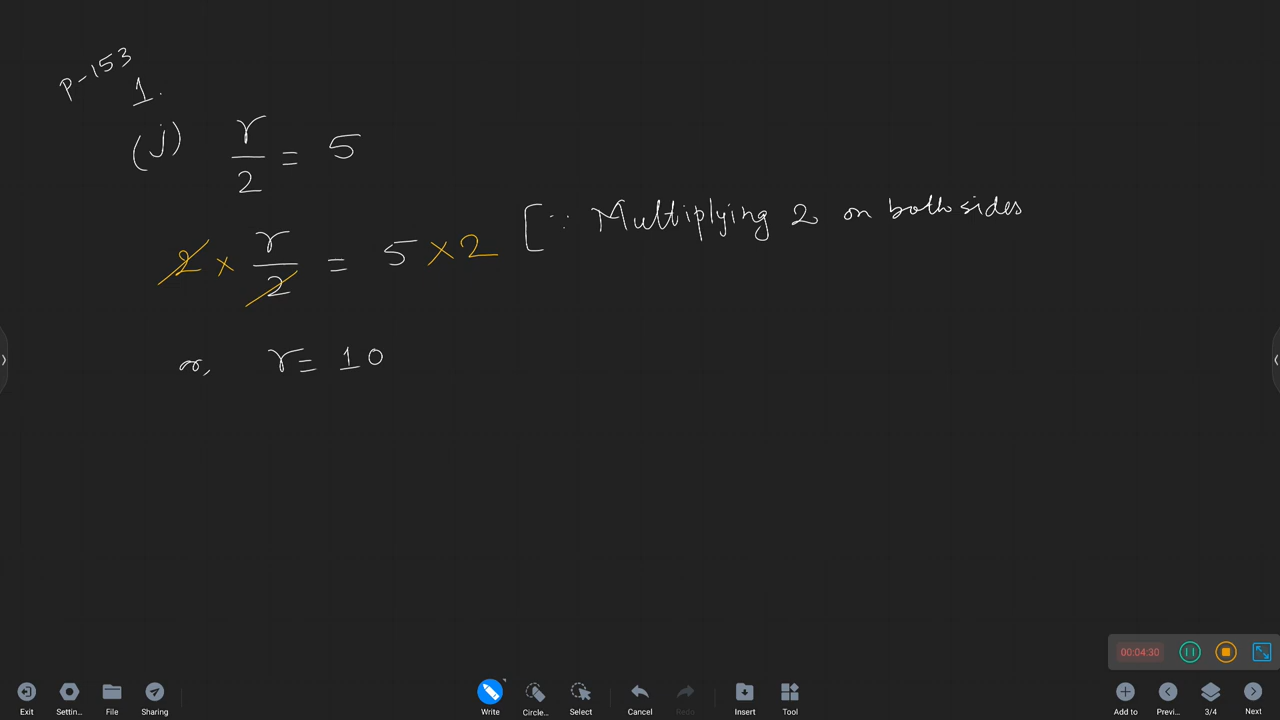 P-153
1.
(j) r/2 = 5
2 × r/2 = 5 × 2 [∵ Multiplying 2 on both sides
or, r = 10
00:04:30
Exit Settin... File Sharing Write Circle... Select Cancel Redo Insert Tool Add to Previ... 3/4 Next